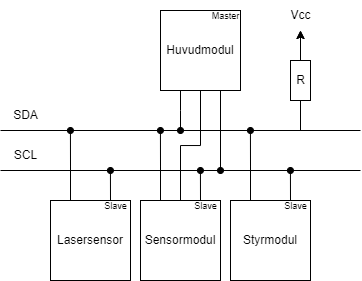 Master
Vcc
Huvudmodul
R
SDA
SCL
Slave
Slave
Slave
Lasersensor
Sensormodul
Styrmodul